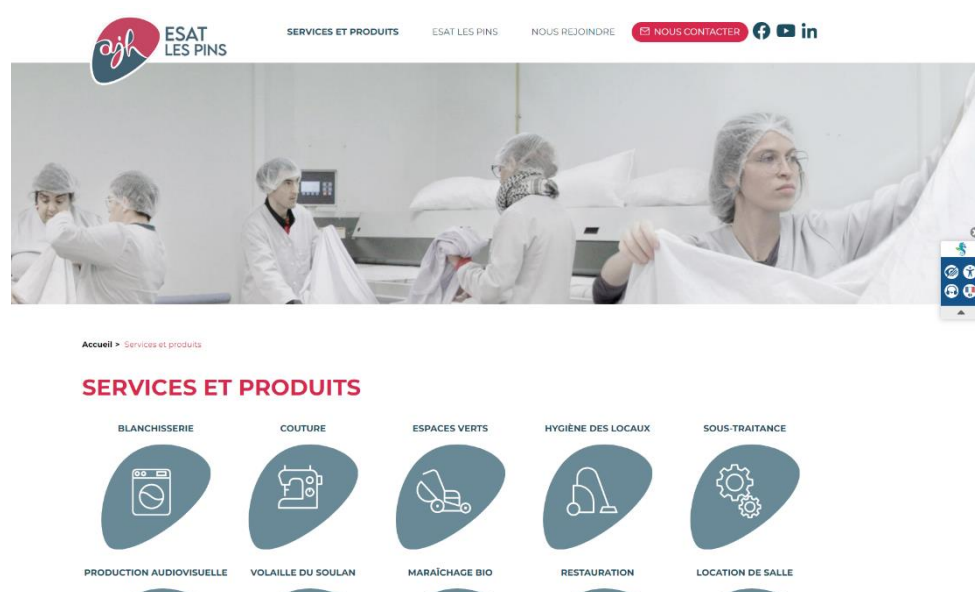 ajh
ESAT
LES PINS
SERVICES ET PRODUITS
ESAT LES PINS
NOUS REJOINDRE
NOUS CONTACTER
Accueil > Services et produits
SERVICES ET PRODUITS
BLANCHISSERIE
COUTURE
ESPACES VERTS
HYGIÈNE DES LOCAUX
SOUS-TRAITANCE
PRODUCTION AUDIOVISUELLE
VOLAILLE DU SOULAN
MARAÎCHAGE BIO
RESTAURATION
LOCATION DE SALLE